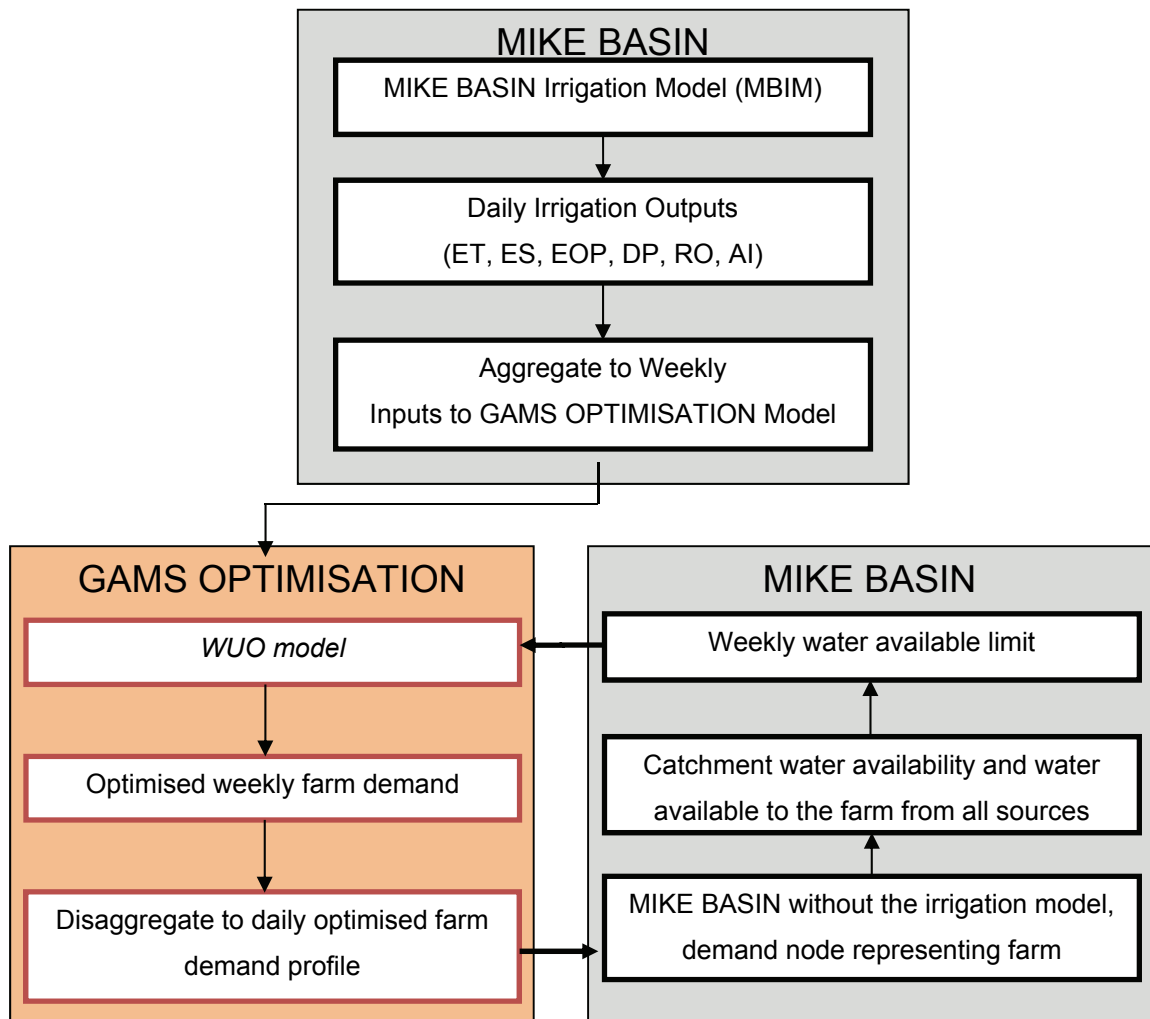 MIKE BASIN
MIKE BASIN Irrigation Model (MBIM)
Daily Irrigation Outputs
(ET, ES, EOP, DP, RO, AI)
Aggregate to Weekly
Inputs to GAMS OPTIMISATION Model
GAMS OPTIMISATION
WUO model
Optimised weekly farm demand
Disaggregate to daily optimised farm
demand profile
MIKE BASIN
Weekly water available limit
Catchment water availability and water
available to the farm from all sources
MIKE BASIN without the irrigation model,
demand node representing farm